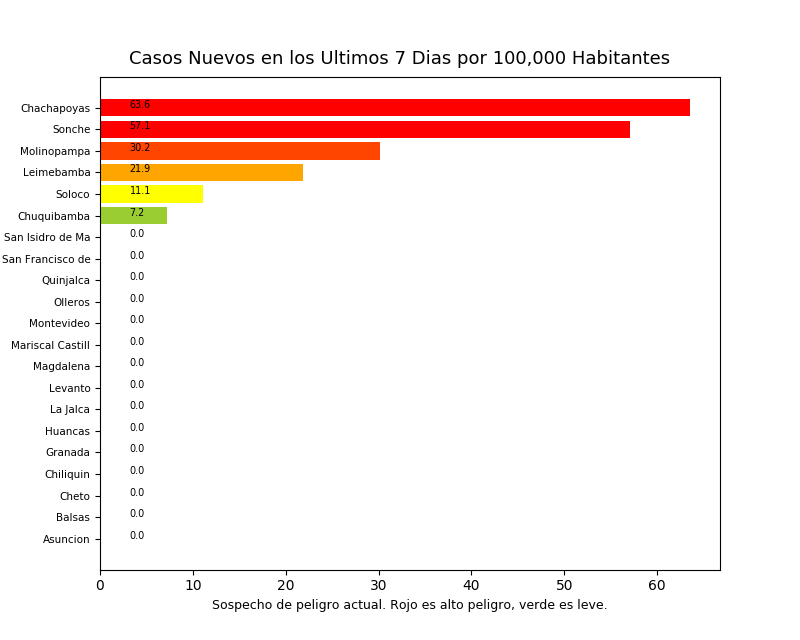 Casos Nuevos en los Ultimos 7 Dias por 100,000 Habitantes
Chachapoyas 63.6
Sonche 57.1
Molinopampa 30.2
Leimebamba 21.9
Soloco 11.1
Chuquibamba 7.2
San Isidro de Ma 0.0
San Francisco de 0.0
Quinjalca 0.0
Olleros 0.0
Montevideo 0.0
Mariscal Castill 0.0
Magdalena 0.0
Levanto 0.0
La Jalca 0.0
Huancas 0.0
Granada 0.0
Chiliquin 0.0
Cheto 0.0
Balsas 0.0
Asuncion 0.0
0 10 20 30 40 50 60
Sospecho de peligro actual. Rojo es alto peligro, verde es leve.